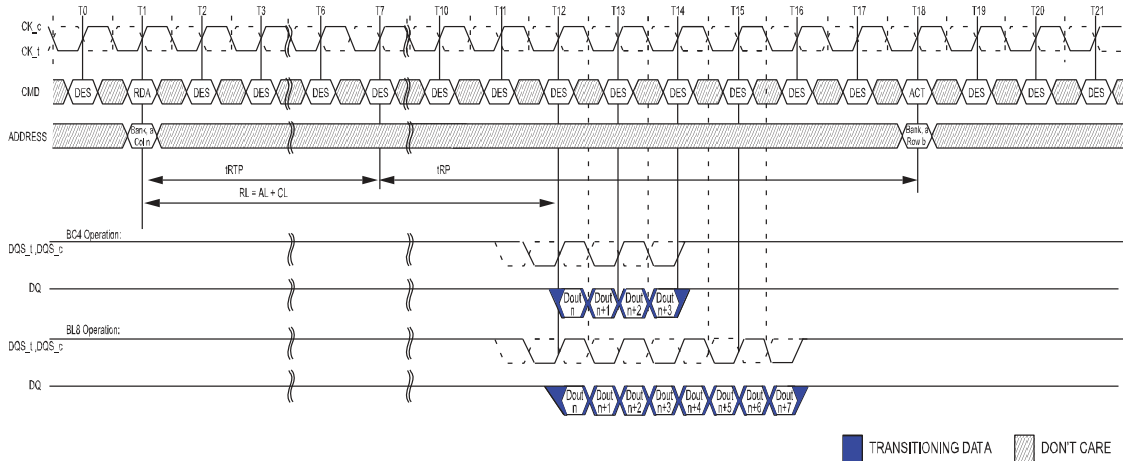 T0 T1 T2 T3 T6 T7 T10 T11 T12 T13 T14 T15 T16 T17 T18 T19 T20 T21
CK_c
CK_t
CMD DES RDA DES DES DES DES DES DES DES DES DES DES DES DES ACT DES DES DES
ADDRESS Bank, a Col n Bank, a Row b
tRTP tRP
RL = AL + CL
BC4 Operation:
DQS_t ,DQS_c
DQ Dout n Dout n+1 Dout n+2 Dout n+3
BL8 Operation:
DQS_t ,DQS_c
DQ Dout n Dout n+1 Dout n+2 Dout n+3 Dout n+4 Dout n+5 Dout n+6 Dout n+7
TRANSITIONING DATA DON'T CARE